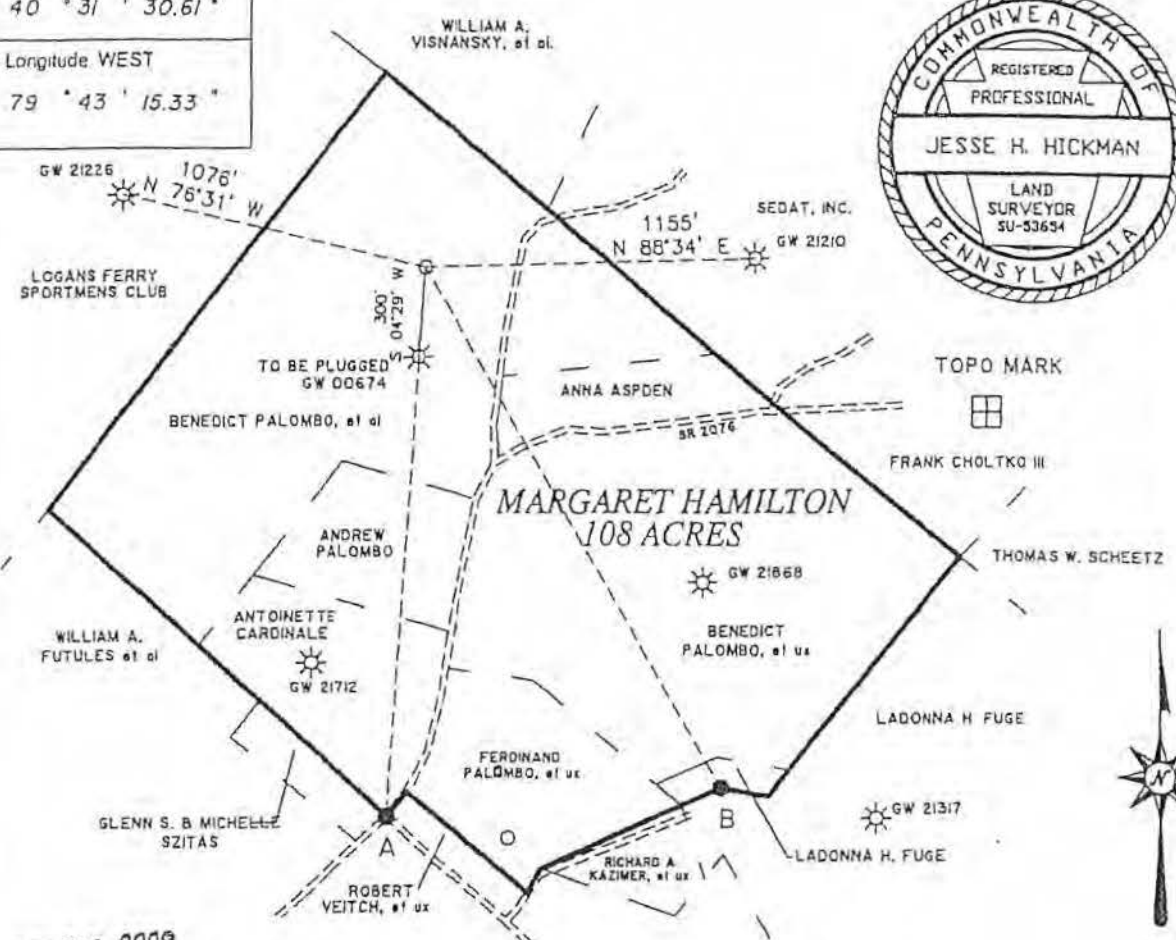 40 ° 31 ' 30.61 "
Longitude WEST
79 ° 43 ' 15.33 "
WILLIAM A.
VISNANSKY, et al.
COMMONWEALTH OF
REGISTERED
PROFESSIONAL
JESSE H. HICKMAN
LAND
SURVEYOR
SU-53654
PENNSYLVANIA
GW 21226
1076'
N 76°31' W
1155'
N 88°34' E
SEDAT, INC.
GW 21210
LOGANS FERRY
SPORTMENS CLUB
300'
S 04°29' W
TO BE PLUGGED
GW 00674
ANNA ASPDEN
TOPO MARK
BENEDICT PALOMBO, et al
SR 2076
FRANK CHOLTKO III
MARGARET HAMILTON
108 ACRES
ANDREW
PALOMBO
THOMAS W. SCHEETZ
GW 21868
ANTOINETTE
CARDINALE
WILLIAM A.
FUTULES et al
BENEDICT
PALOMBO, et ux
GW 21712
LADONNA H FUGE
FERDINAND
PALOMBO, et ux
N
GLENN S. & MICHELLE
SZITAS
A
B
GW 21317
RICHARD A
KAZIMER, et ux
LADONNA H. FUGE
ROBERT
VEITCH, et ux